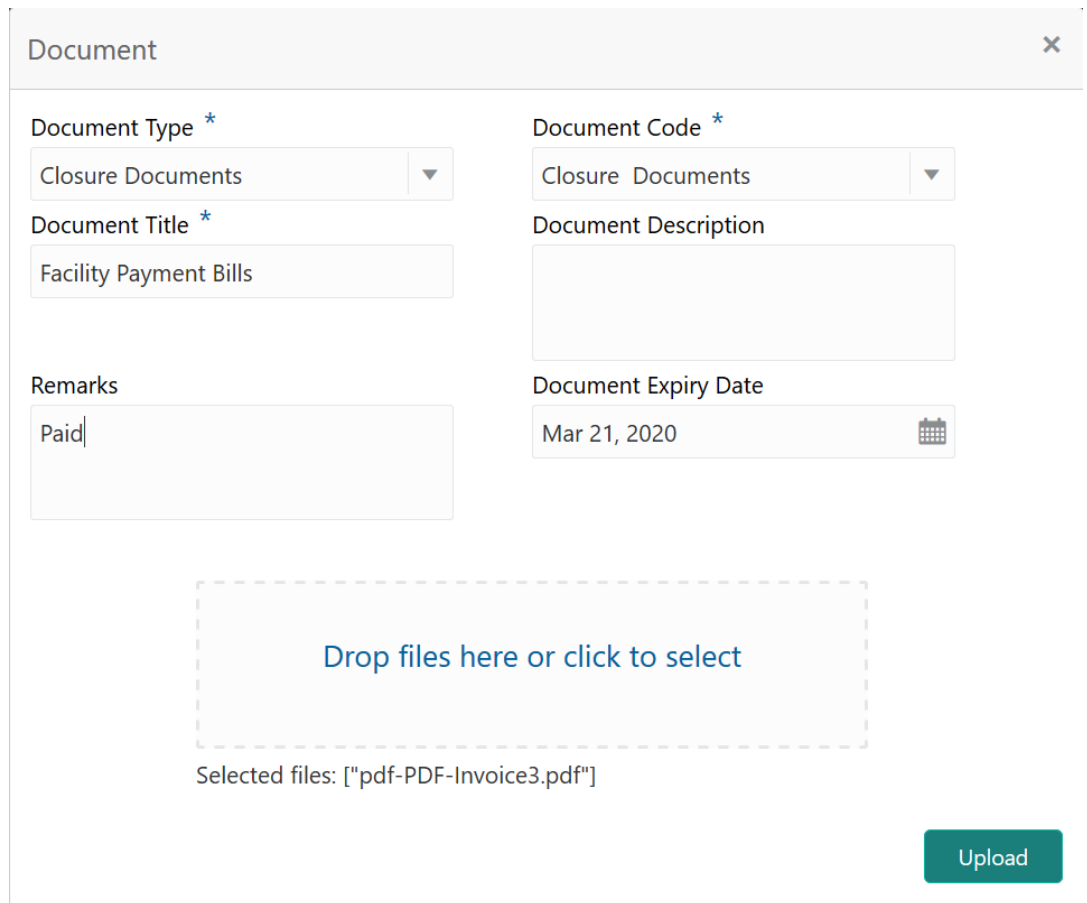 Document
Document Type *
Document Code *
Closure Documents
Closure  Documents
Document Title *
Document Description
Facility Payment Bills
Remarks
Document Expiry Date
Paid
Mar 21, 2020
Drop files here or click to select
Selected files: ["pdf-PDF-Invoice3.pdf"]
Upload